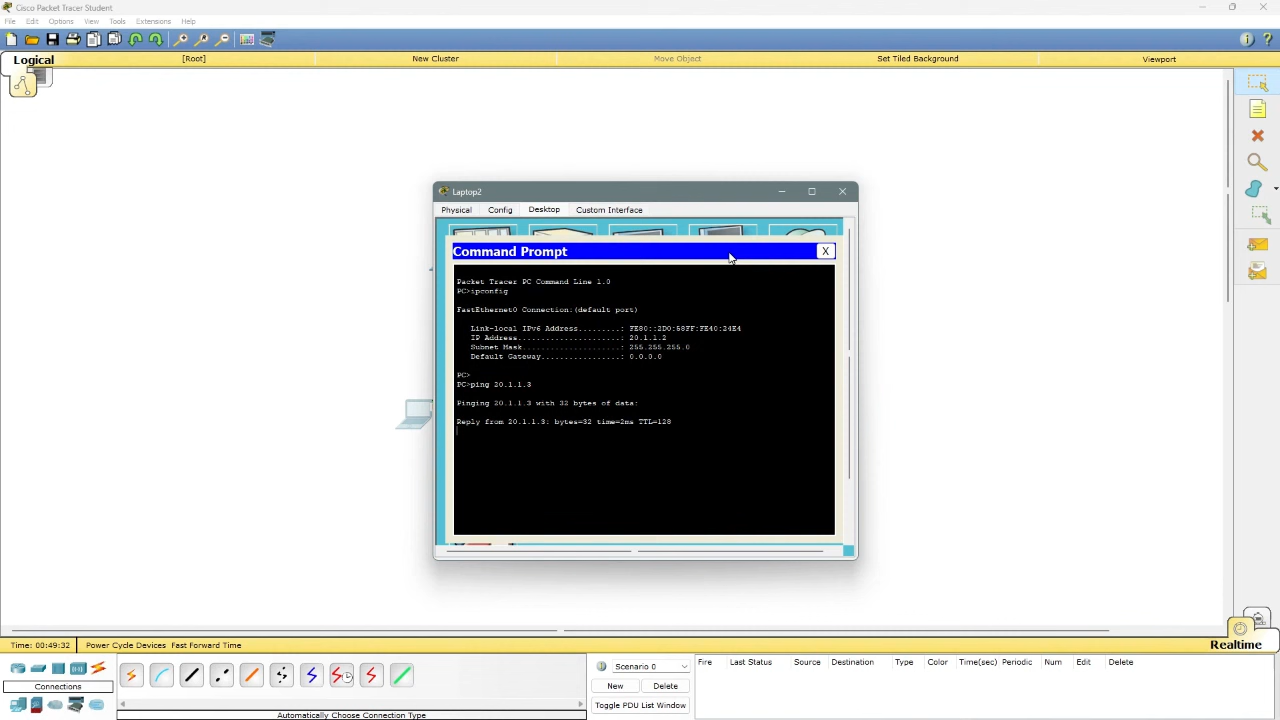 Cisco Packet Tracer Student
File Edit Options View Tools Extensions Help
Logical [Root] New Cluster Move Object Set Tiled Background Viewport
Laptop2
Physical Config Desktop Custom Interface
Command Prompt X
Packet Tracer PC Command Line 1.0
PC>ipconfig
FastEthernet0 Connection:(default port)
Link-local IPv6 Address.........: FE80::2D0:58FF:FE40:24E4
IP Address......................: 20.1.1.2
Subnet Mask.....................: 255.255.255.0
Default Gateway.................: 0.0.0.0
PC>
PC>ping 20.1.1.3
Pinging 20.1.1.3 with 32 bytes of data:
Reply from 20.1.1.3: bytes=32 time=2ms TTL=128
Time: 00:49:32 Power Cycle Devices Fast Forward Time Realtime
Scenario 0 Fire Last Status Source Destination Type Color Time(sec) Periodic Num Edit Delete
Connections New Delete
Toggle PDU List Window
Automatically Choose Connection Type